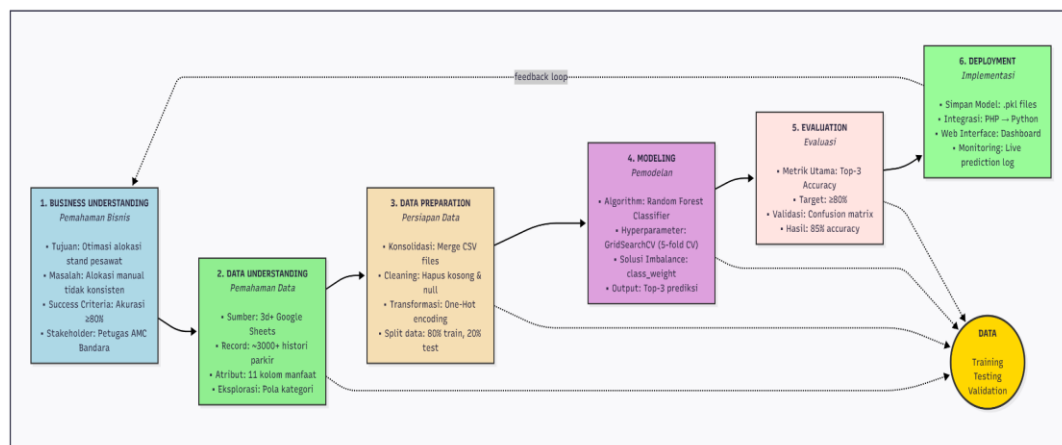 feedback loop
1. BUSINESS UNDERSTANDING
Pemahaman Bisnis
• Tujuan: Otimasi alokasi
stand pesawat
• Masalah: Alokasi manual
tidak konsisten
• Success Criteria: Akurasi
≥80%
• Stakeholder: Petugas AMC
Bandara
2. DATA UNDERSTANDING
Pemahaman Data
• Sumber: 3d+ Google
Sheets
• Record: ~3000+ histori
parkir
• Atribut: 11 kolom manfaat
• Eksplorasi: Pola kategori
3. DATA PREPARATION
Persiapan Data
• Konsolidasi: Merge CSV
files
• Cleaning: Hapus kosong &
null
• Transformasi: One-Hot
encoding
• Split data: 80% train, 20%
test
4. MODELING
Pemodelan
• Algorithm: Random Forest
Classifier
• Hyperparameter:
GridSearchCV (5-fold CV)
• Solusi Imbalance:
class_weight
• Output: Top-3 prediksi
5. EVALUATION
Evaluasi
• Metrik Utama: Top-3
Accuracy
• Target: ≥80%
• Validasi: Confusion matrix
• Hasil: 85% accuracy
6. DEPLOYMENT
Implementasi
• Simpan Model: .pkl files
• Integrasi: PHP → Python
• Web Interface: Dashboard
• Monitoring: Live
prediction log
DATA
Training
Testing
Validation